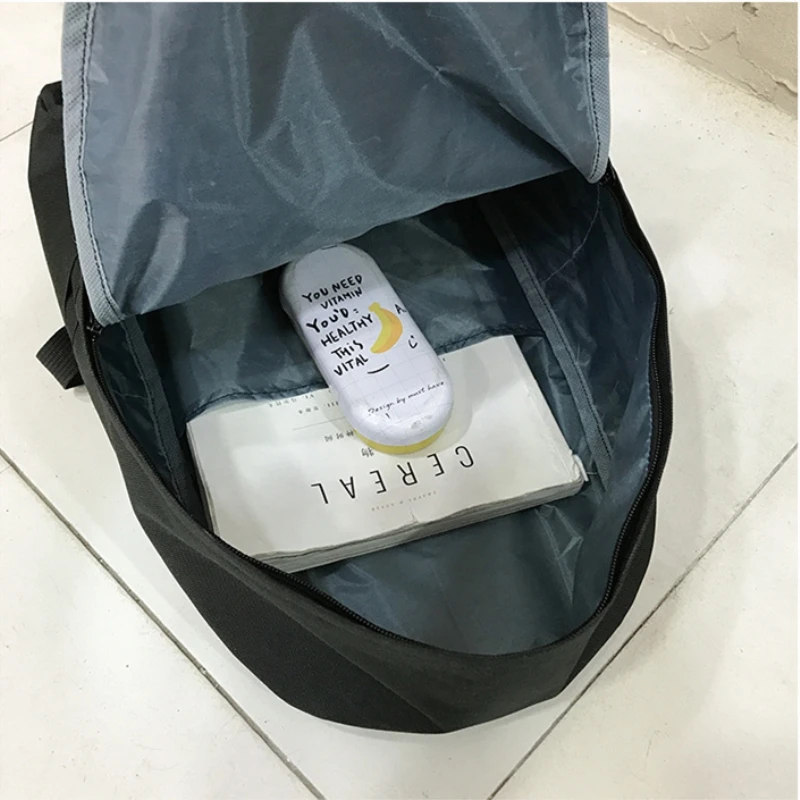 YOU NEED
VITAMIN
YOU'D =
HEALTHY
THIS
VITAL
A
C
Design by must have
CEREAL